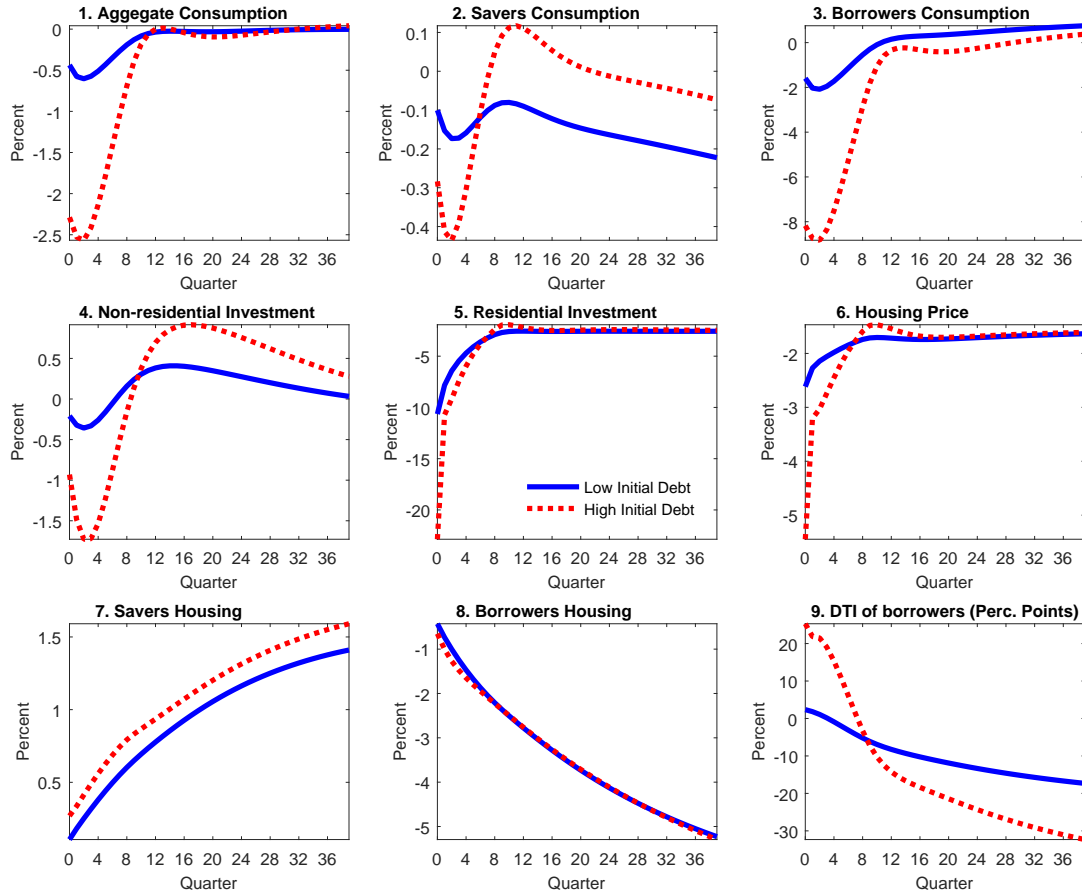 1. Aggegate Consumption
0
-0.5
-1
-1.5
-2
-2.5
Percent
0 4 8 12 16 20 24 28 32 36
Quarter
2. Savers Consumption
0.1
0
-0.1
-0.2
-0.3
-0.4
Percent
0 4 8 12 16 20 24 28 32 36
Quarter
3. Borrowers Consumption
0
-2
-4
-6
-8
Percent
0 4 8 12 16 20 24 28 32 36
Quarter
4. Non-residential Investment
0.5
0
-0.5
-1
-1.5
Percent
0 4 8 12 16 20 24 28 32 36
Quarter
5. Residential Investment
-5
-10
-15
-20
Percent
Low Initial Debt
High Initial Debt
0 4 8 12 16 20 24 28 32 36
Quarter
6. Housing Price
-2
-3
-4
-5
Percent
0 4 8 12 16 20 24 28 32 36
Quarter
7. Savers Housing
1.5
1
0.5
Percent
0 4 8 12 16 20 24 28 32 36
Quarter
8. Borrowers Housing
-1
-2
-3
-4
-5
Percent
0 4 8 12 16 20 24 28 32 36
Quarter
9. DTI of borrowers (Perc. Points)
20
10
0
-10
-20
-30
Percent
0 4 8 12 16 20 24 28 32 36
Quarter